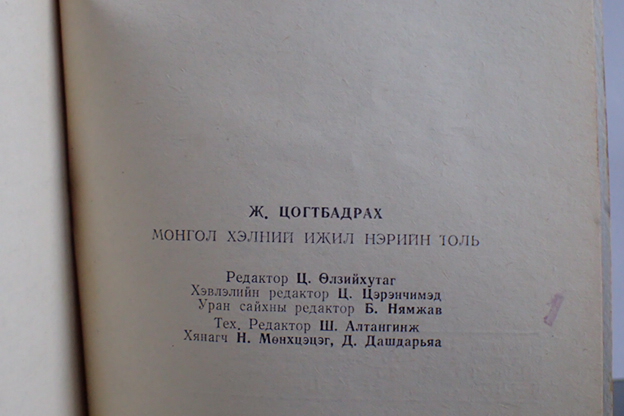 Ж. ЦОГТБАДРАХ
МОНГОЛ ХЭЛНИЙ ИЖИЛ НЭРИЙН ТОЛЬ
Редактор Ц. Өлзийхутаг
Хэвлэлийн редактор Ц. Цэрэнчимэд
Уран сайхны редактор Б. Нямжав
Тех. Редактор Ш. Алтангинж
Хянагч Н. Мөнхцэцэг, Д. Дашдарьяа
1